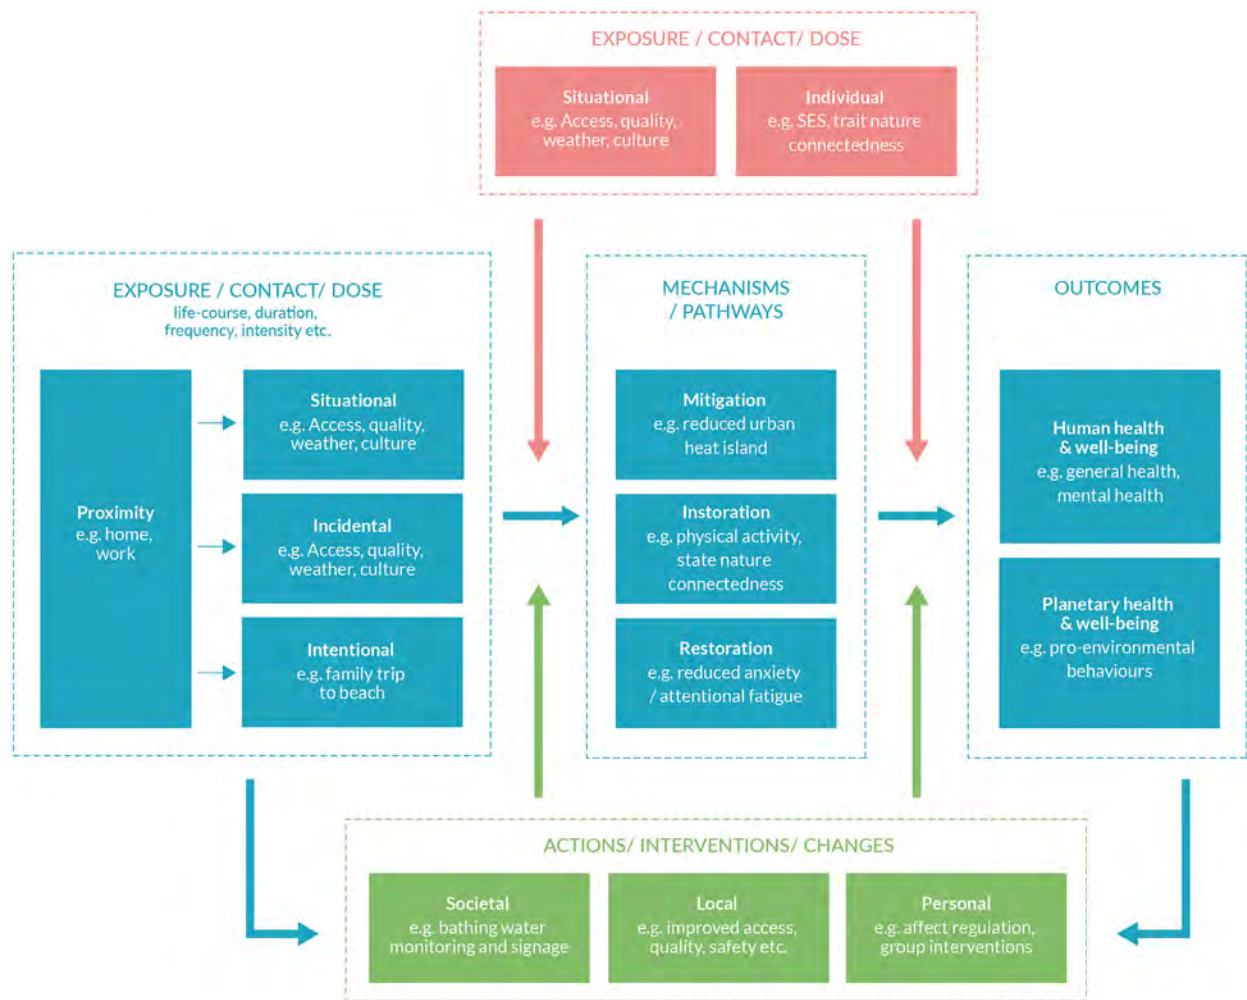 EXPOSURE / CONTACT/ DOSE
Situational
e.g. Access, quality,
weather, culture
Individual
e.g. SES, trait nature
connectedness
EXPOSURE / CONTACT/ DOSE
life-course, duration,
frequency, intensity etc.
Proximity
e.g. home,
work
Situational
e.g. Access, quality,
weather, culture
Incidental
e.g. Access, quality,
weather, culture
Intentional
e.g. family trip
to beach
MECHANISMS
/ PATHWAYS
Mitigation
e.g. reduced urban
heat island
Instoration
e.g. physical activity,
state nature
connectedness
Restoration
e.g. reduced anxiety
/ attentional fatigue
OUTCOMES
Human health
& well-being
e.g. general health,
mental health
Planetary health
& well-being
e.g. pro-environmental
behaviours
ACTIONS/ INTERVENTIONS/ CHANGES
Societal
e.g. bathing water
monitoring and signage
Local
e.g. improved access,
quality, safety etc.
Personal
e.g. affect regulation,
group interventions